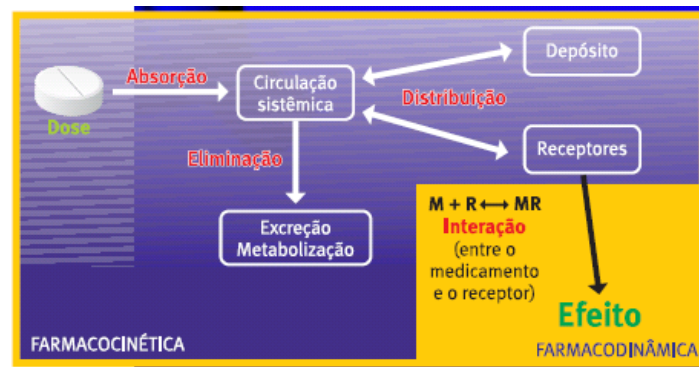 Dose
Absorção
Circulação
sistêmica
Distribuição
Depósito
Receptores
Eliminação
Excreção
Metabolização
M + R ⟷ MR
Interação
(entre o
medicamento
e o receptor)
Efeito
FARMACOCINÉTICA
FARMACODINÂMICA